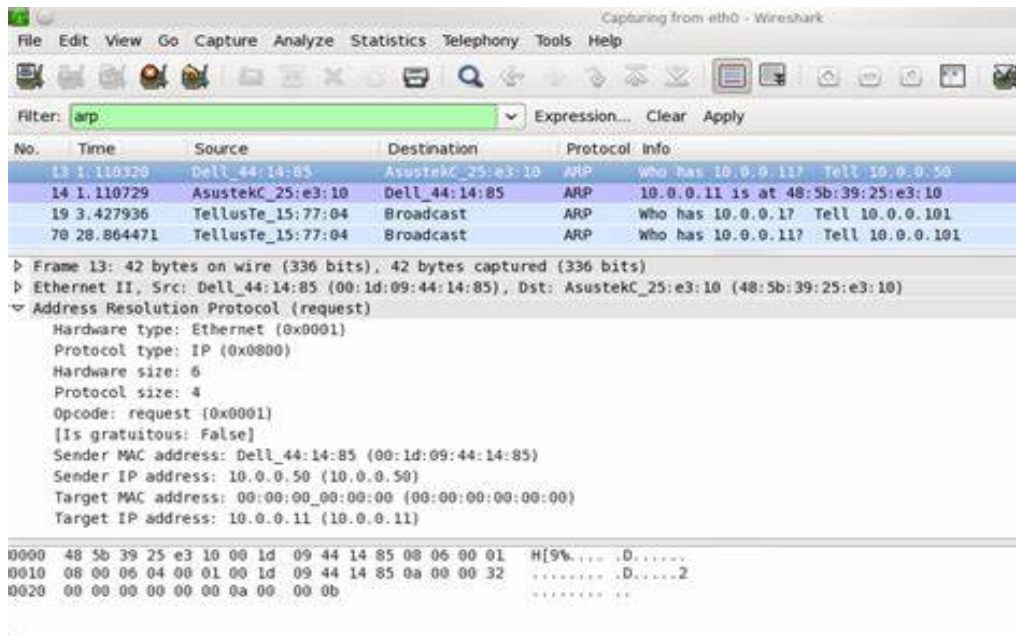 Capturing from eth0 - Wireshark
File Edit View Go Capture Analyze Statistics Telephony Tools Help
Filter: arp Expression... Clear Apply
No. Time Source Destination Protocol Info
13 1.110320 Dell_44:14:85 AsustekC_25:e3:10 ARP Who has 10.0.0.11? Tell 10.0.0.50
14 1.110729 AsustekC_25:e3:10 Dell_44:14:85 ARP 10.0.0.11 is at 48:5b:39:25:e3:10
19 3.427936 TellusTe_15:77:04 Broadcast ARP Who has 10.0.0.1? Tell 10.0.0.101
70 28.864471 TellusTe_15:77:04 Broadcast ARP Who has 10.0.0.11? Tell 10.0.0.101
Frame 13: 42 bytes on wire (336 bits), 42 bytes captured (336 bits)
Ethernet II, Src: Dell_44:14:85 (00:1d:09:44:14:85), Dst: AsustekC_25:e3:10 (48:5b:39:25:e3:10)
Address Resolution Protocol (request)
Hardware type: Ethernet (0x0001)
Protocol type: IP (0x0800)
Hardware size: 6
Protocol size: 4
Opcode: request (0x0001)
[Is gratuitous: False]
Sender MAC address: Dell_44:14:85 (00:1d:09:44:14:85)
Sender IP address: 10.0.0.50 (10.0.0.50)
Target MAC address: 00:00:00_00:00:00 (00:00:00:00:00:00)
Target IP address: 10.0.0.11 (10.0.0.11)
0000 48 5b 39 25 e3 10 00 1d 09 44 14 85 08 06 00 01 H[9%.... .D......
0010 08 00 06 04 00 01 00 1d 09 44 14 85 0a 00 00 32 ........ .D.....2
0020 00 00 00 00 00 00 0a 00 00 0b ........ ..